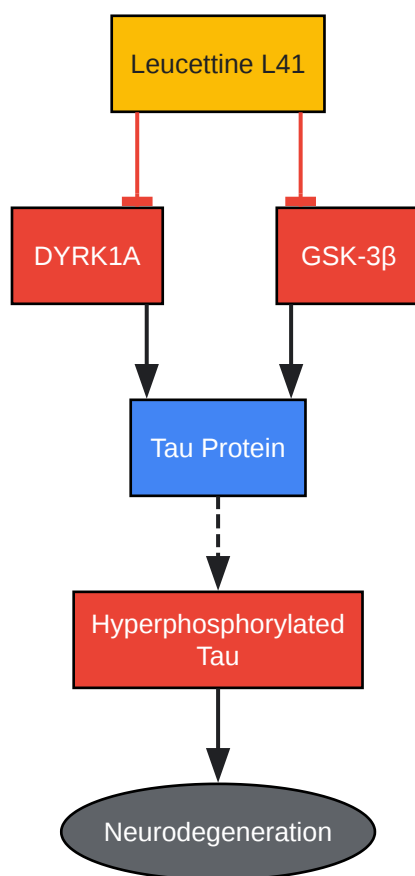 Leucettine L41
DYRK1A
GSK-3β
Tau Protein
Hyperphosphorylated
Tau
Neurodegeneration